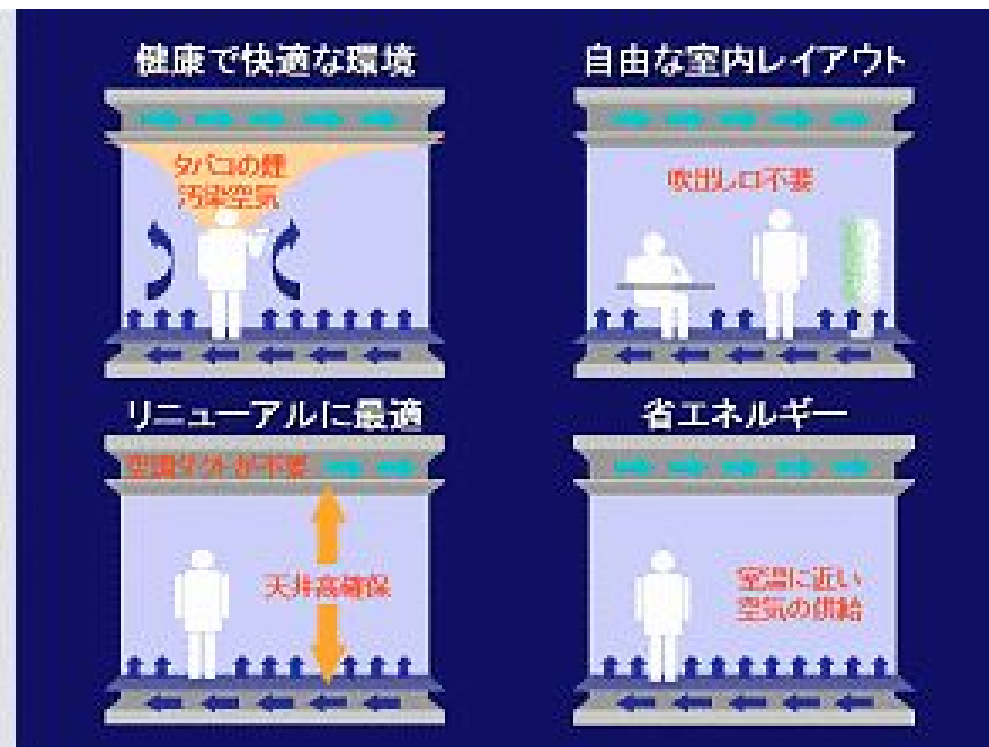 健康で快適な環境
自由な室内レイアウト
タバコの煙
汚染空気
吹出し口不要
リニューアルに最適
省エネルギー
空調ダクトが不要
天井高確保
室温に近い
空気の供給